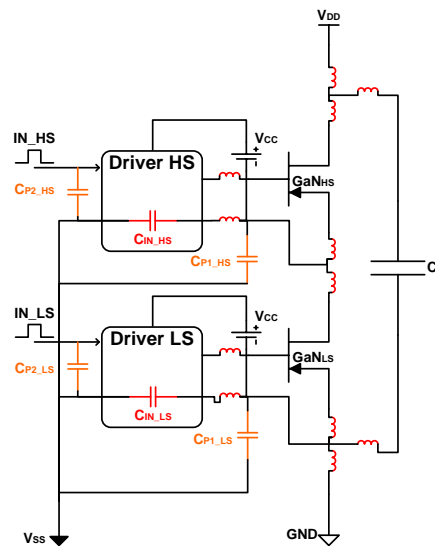 VDD
IN_HS
Driver HS
VCC
CP2_HS
GaNHS
CIN_HS
CP1_HS
C
IN_LS
VCC
Driver LS
GaNLS
CP2_LS
CIN_LS
CP1_LS
VSS
GND